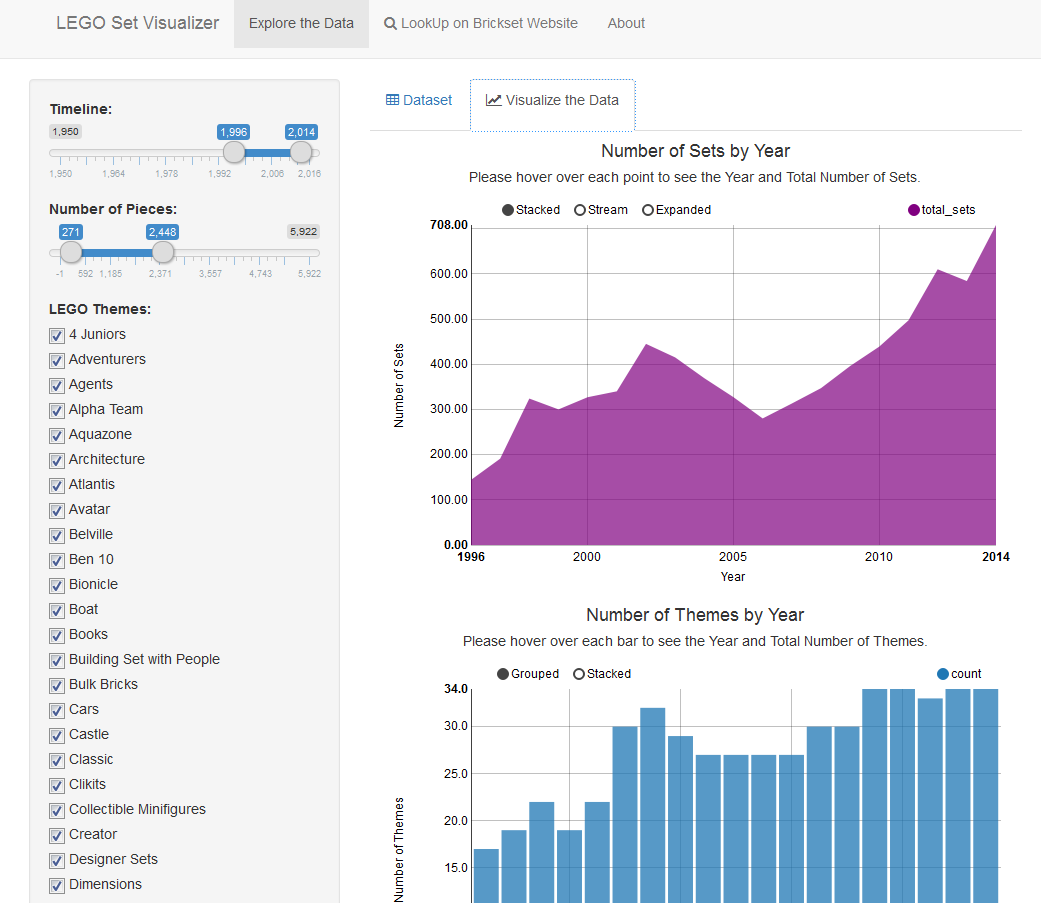 LEGO Set Visualizer Explore the Data LookUp on Brickset Website About
Timeline:
1,950 1,996 2,014
1,950 1,964 1,978 1,992 2,006 2,016
Number of Pieces:
271 2,448 5,922
-1 592 1,185 2,371 3,557 4,743 5,922
LEGO Themes:
4 Juniors
Adventurers
Agents
Alpha Team
Aquazone
Architecture
Atlantis
Avatar
Belville
Ben 10
Bionicle
Boat
Books
Building Set with People
Bulk Bricks
Cars
Castle
Classic
Clikits
Collectible Minifigures
Creator
Designer Sets
Dimensions
Dataset Visualize the Data
Number of Sets by Year
Please hover over each point to see the Year and Total Number of Sets.
Stacked Stream Expanded total_sets
708.00
600.00
500.00
400.00
300.00
200.00
100.00
0.00
Number of Sets
1996 2000 2005 2010 2014
Year
Number of Themes by Year
Please hover over each bar to see the Year and Total Number of Themes.
Grouped Stacked count
34.0
30.0
25.0
20.0
15.0
Number of Themes